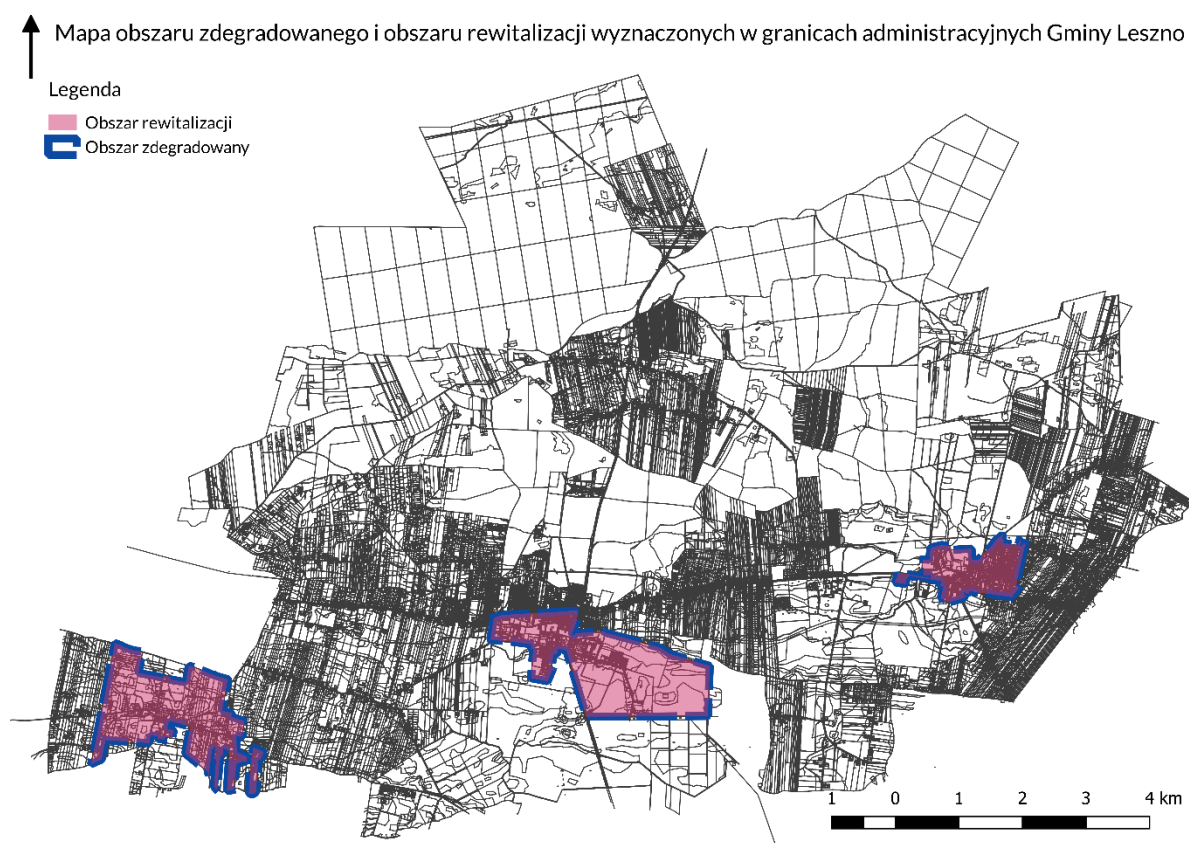 Mapa obszaru zdegradowanego i obszaru rewitalizacji wyznaczonych w granicach administracyjnych Gminy Leszno
Legenda
Obszar rewitalizacji
Obszar zdegradowany
1 0 1 2 3 4 km